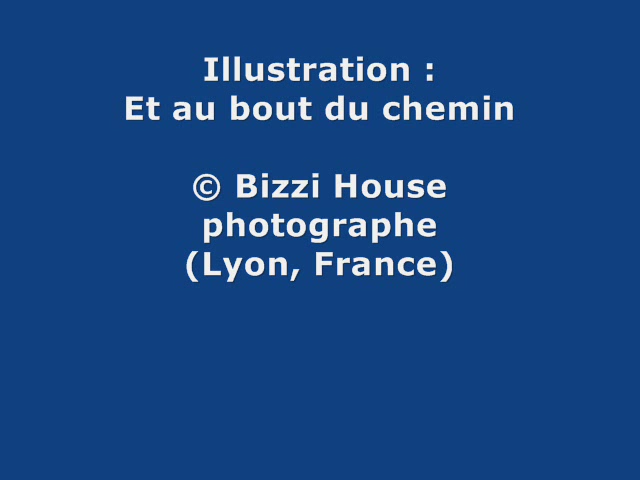 Illustration :
Et au bout du chemin
© Bizzi House
photographe
(Lyon, France)